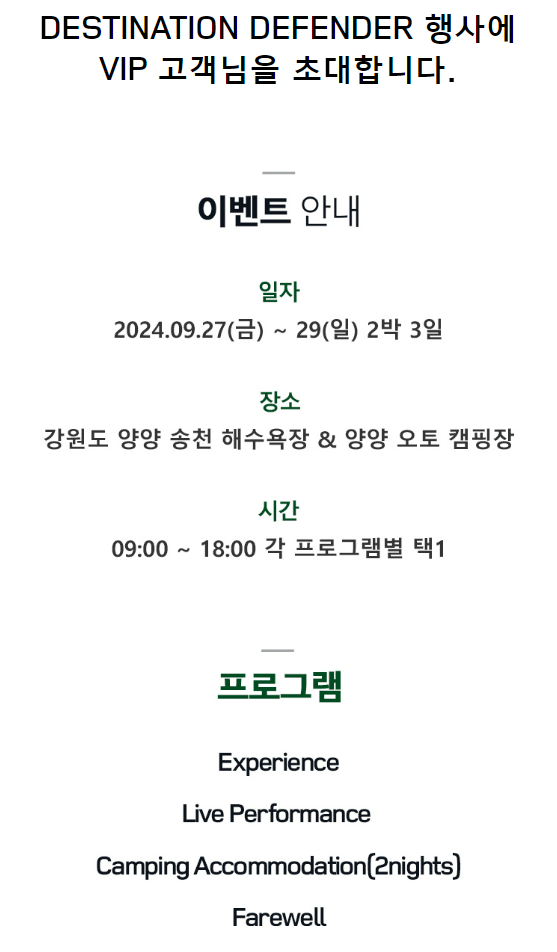 DESTINATION DEFENDER 행사에
VIP 고객님을 초대합니다.
이벤트 안내
일자
2024.09.27(금) ~ 29(일) 2박 3일
장소
강원도 양양 송천 해수욕장 & 양양 오토 캠핑장
시간
09:00 ~ 18:00 각 프로그램별 택1
프로그램
Experience
Live Performance
Camping Accommodation(2nights)
Farewell